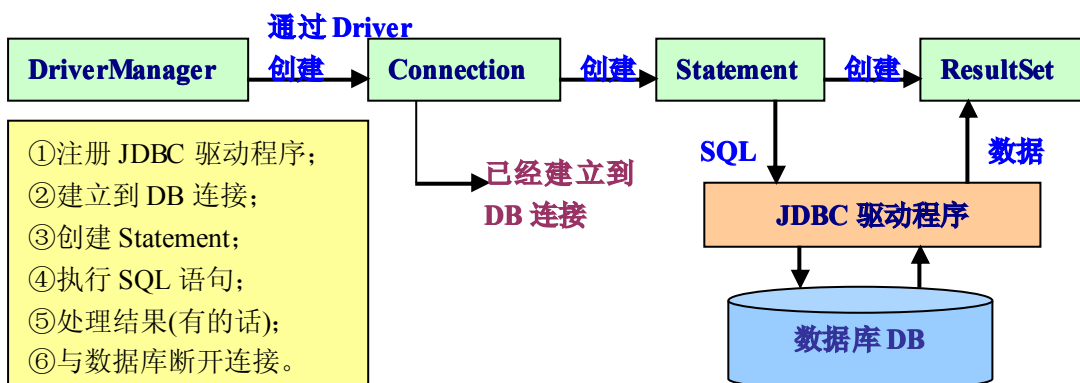 通过 Driver
DriverManager
创建
Connection
创建
Statement
创建
ResultSet
①注册 JDBC 驱动程序；
②建立到 DB 连接；
③创建 Statement；
④执行 SQL 语句；
⑤处理结果(有的话)；
⑥与数据库断开连接。
已经建立到
DB 连接
SQL
数据
JDBC 驱动程序
数据库 DB